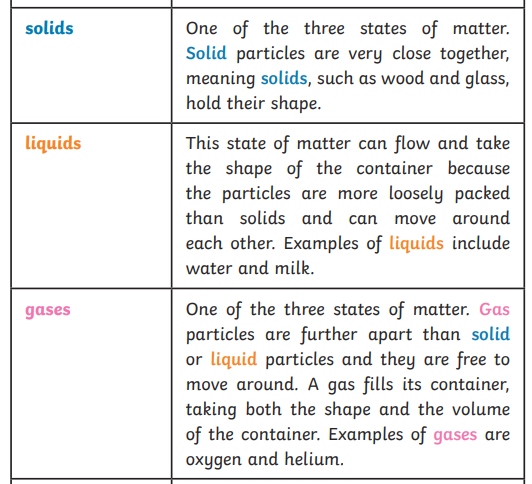 solids
One of the three states of matter.
Solid particles are very close together,
meaning solids, such as wood and glass,
hold their shape.
liquids
This state of matter can flow and take
the shape of the container because
the particles are more loosely packed
than solids and can move around
each other. Examples of liquids include
water and milk.
gases
One of the three states of matter. Gas
particles are further apart than solid
or liquid particles and they are free to
move around. A gas fills its container,
taking both the shape and the volume
of the container. Examples of gases are
oxygen and helium.